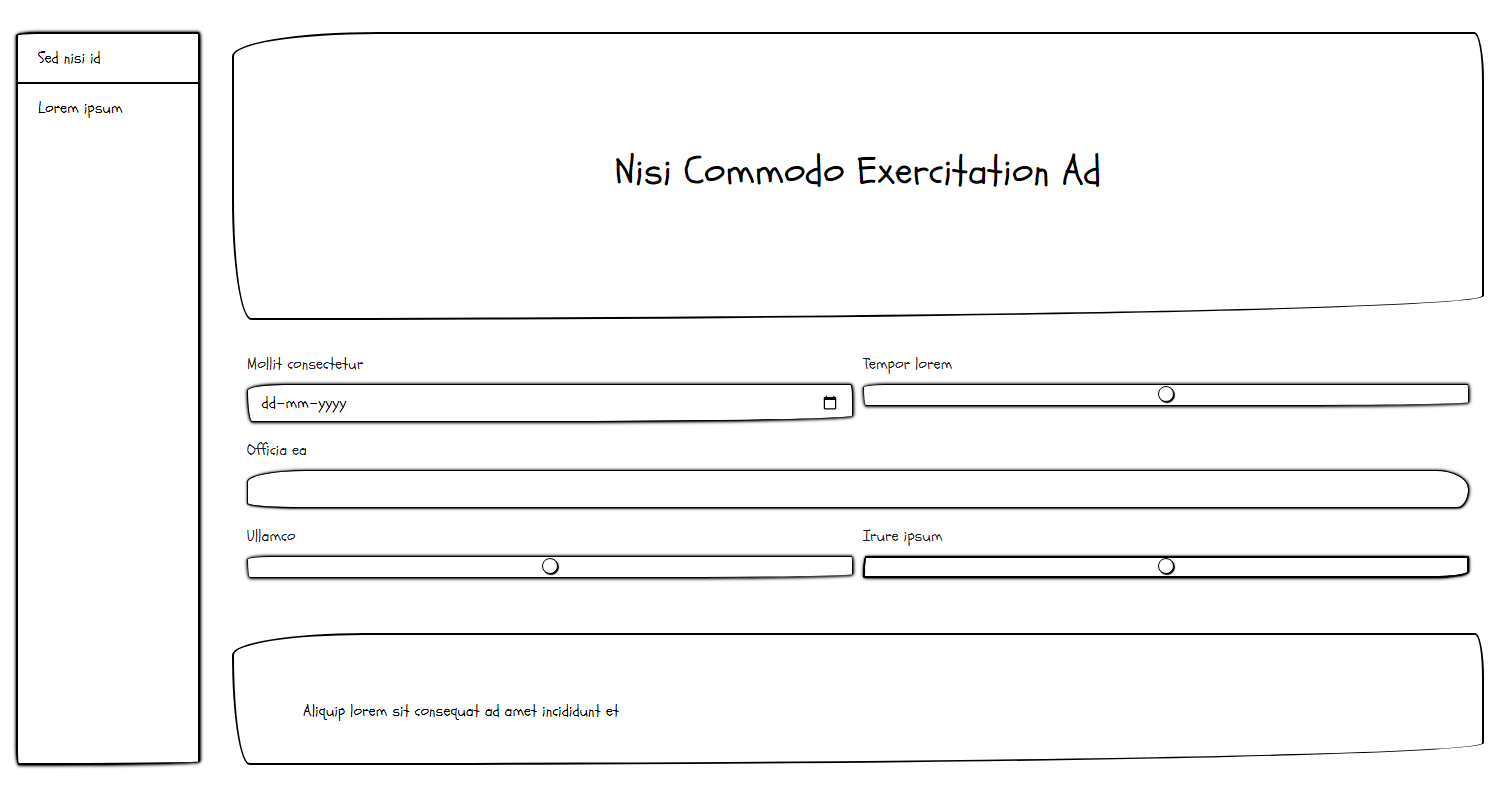 Sed nisi id
Lorem ipsum
Nisi Commodo Exercitation Ad
Mollit consectetur
Tempor lorem
dd-mm-yyyy
Officia ea
Ullamco
Irure ipsum
Aliquip lorem sit consequat ad amet incididunt et